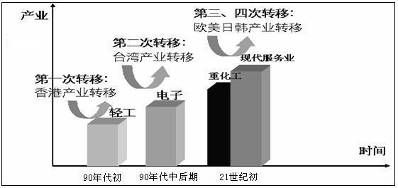 产业
第三、四次转移:
欧美日韩产业转移
第二次转移:
台湾产业转移
现代服务业
重化工
第一次转移:
香港产业转移
电子
轻工
时间
90年代初
90年代中后期
21世纪初